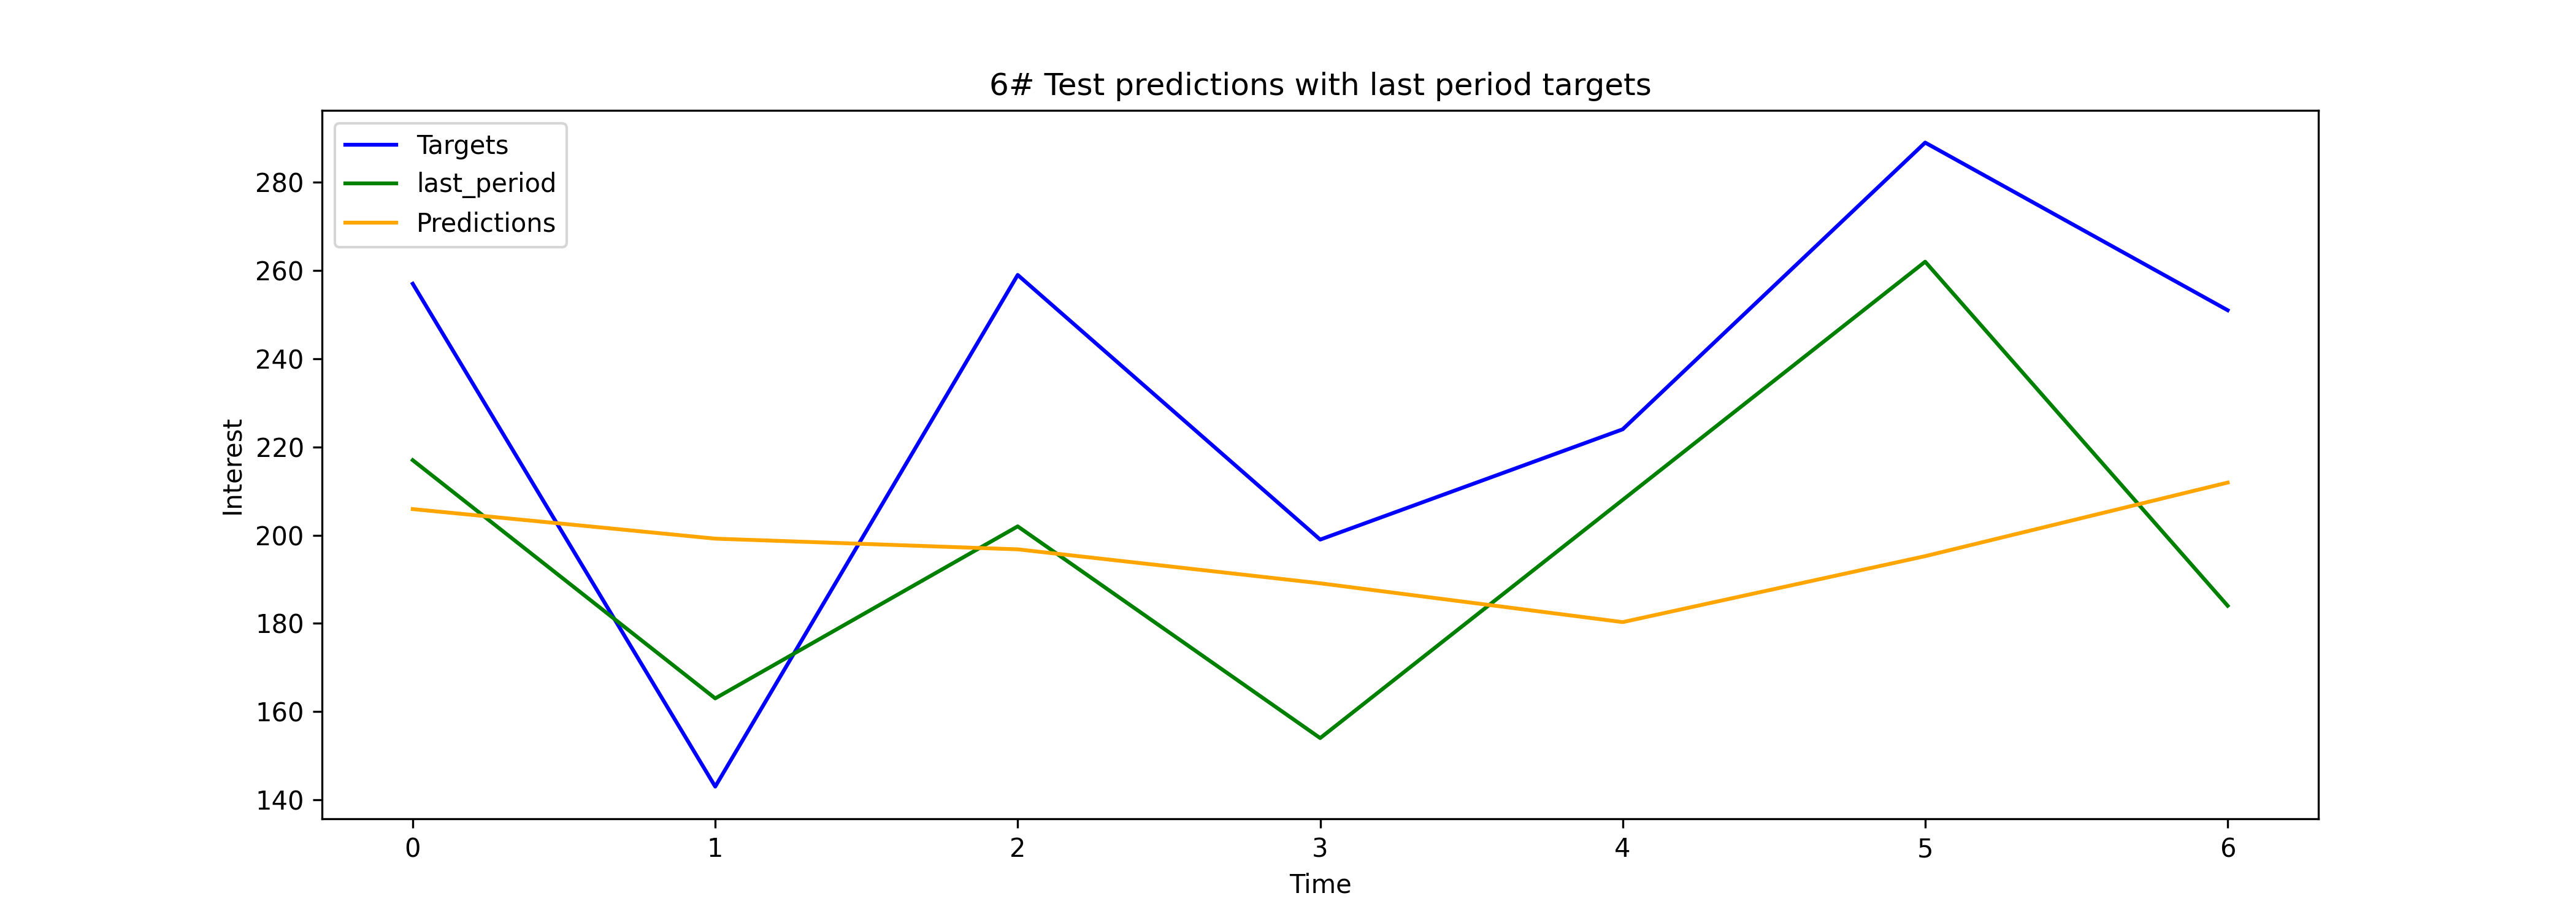 6# Test predictions with last period targets
Targets
last_period
Predictions
280
260
240
220
200
180
160
140
Interest
0 1 2 3 4 5 6
Time